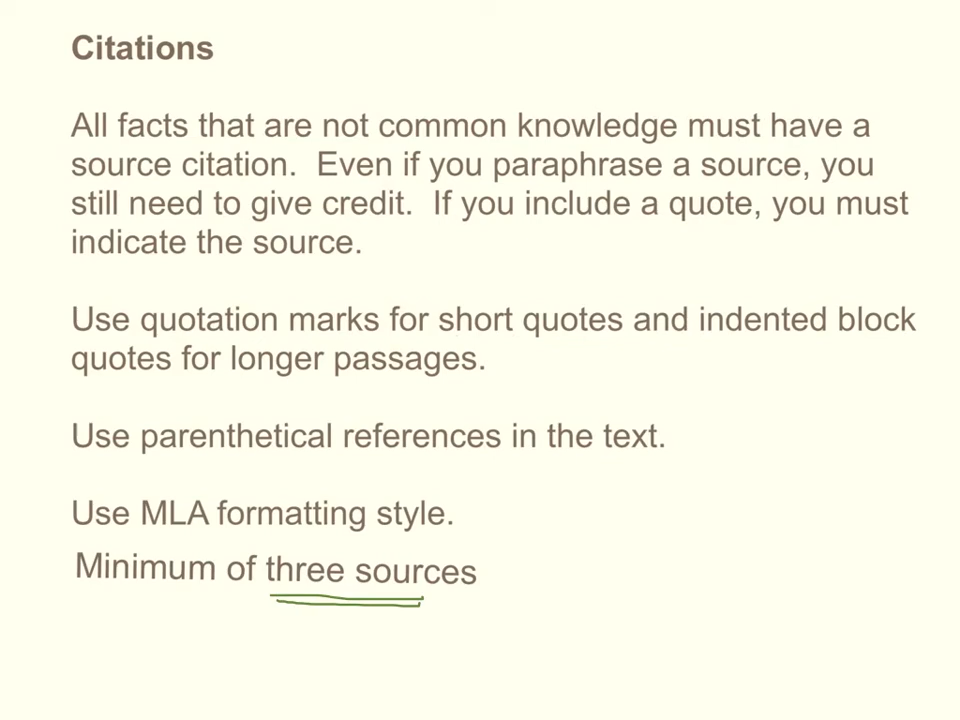 Citations
All facts that are not common knowledge must have a
source citation.  Even if you paraphrase a source, you
still need to give credit.  If you include a quote, you must
indicate the source.
Use quotation marks for short quotes and indented block
quotes for longer passages.
Use parenthetical references in the text.
Use MLA formatting style.
Minimum of three sources